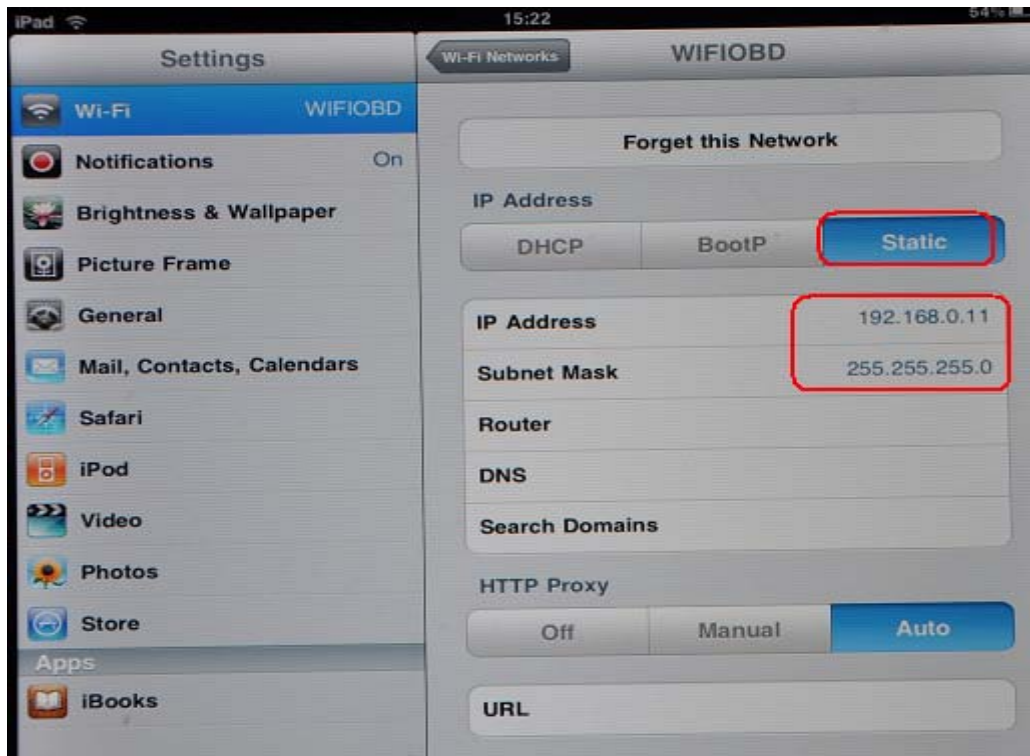 iPad 15:22 54%
Settings
Wi-Fi Networks WIFIOBD
Wi-Fi WIFIOBD
Forget this Network
Notifications On
IP Address
Brightness & Wallpaper
DHCP BootP Static
Picture Frame
General
IP Address 192.168.0.11
Mail, Contacts, Calendars
Subnet Mask 255.255.255.0
Safari
Router
iPod
DNS
Video
Search Domains
Photos
HTTP Proxy
Store
Off Manual Auto
Apps
iBooks
URL